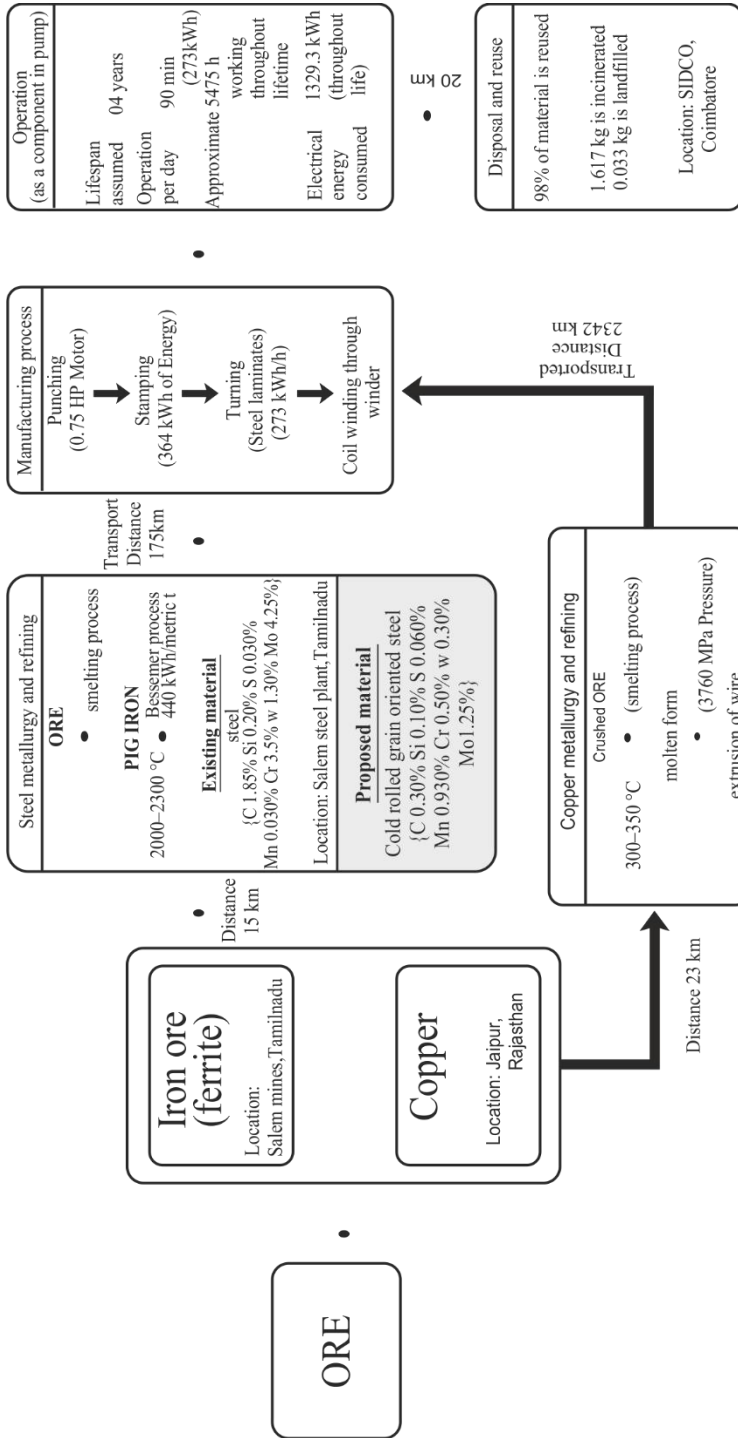 ORE
Iron ore
(ferrite)
Location:
Salem mines,Tamilnadu
Copper
Location: Jaipur,
Rajasthan
Distance
15 km
Distance 23 km
Steel metallurgy and refining
ORE
• smelting process
PIG IRON
2000–2300 °C • Bessemer process
440 kWh/metric t
Existing material
steel
{C 1.85% Si 0.20% S 0.030%
Mn 0.030% Cr 3.5% w 1.30% Mo 4.25%}
Location: Salem steel plant,Tamilnadu
Proposed material
Cold rolled grain oriented steel
{C 0.30% Si 0.10% S 0.060%
Mn 0.930% Cr 0.50% w 0.30%
Mo1.25%}
Copper metallurgy and refining
Crushed ORE
300–350 °C • (smelting process)
molten form
• (3760 MPa Pressure)
extrusion of wire
Transport
Distance
175km
Transported
Distance
2342 km
Manufacturing process
Punching
(0.75 HP Motor)
Stamping
(364 kWh of Energy)
Turning
(Steel laminates)
(273 kWh/h)
Coil winding through
winder
Operation
(as a component in pump)
Lifespan
assumed 04 years
Operation
per day 90 min
(273kWh)
Approximate 5475 h
working
throughout
lifetime
Electrical
energy
consumed
1329.3 kWh
(throughout
life)
20 km
Disposal and reuse
98% of material is reused
1.617 kg is incinerated
0.033 kg is landfilled
Location: SIDCO,
Coimbatore